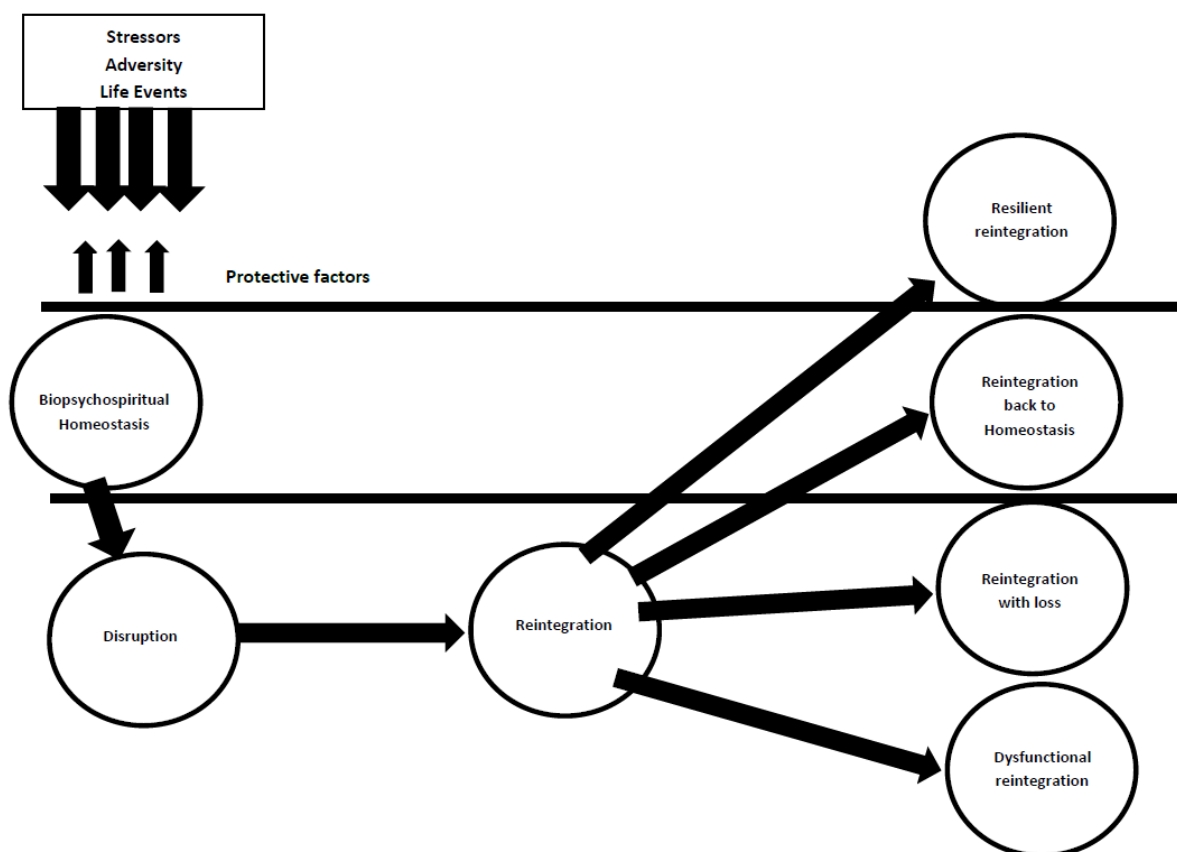 Stressors
Adversity
Life Events
Protective factors
Resilient
reintegration
Biopsychospiritual
Homeostasis
Reintegration
back to
Homeostasis
Disruption
Reintegration
Reintegration
with loss
Dysfunctional
reintegration